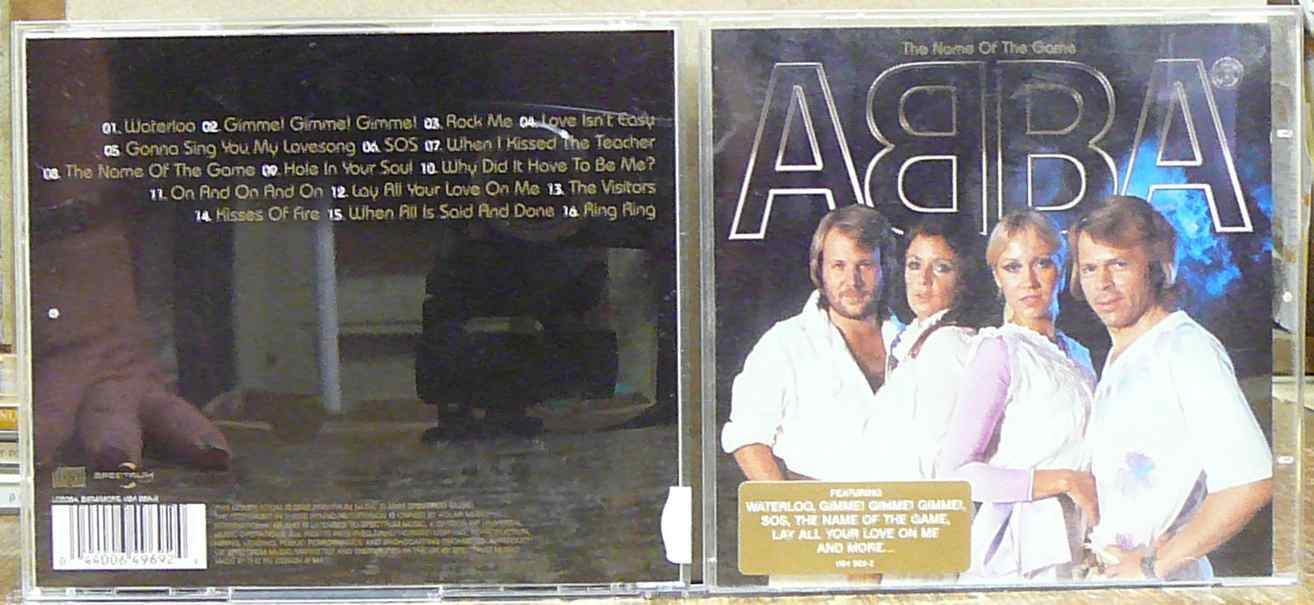 01. Waterloo 02. Gimme! Gimme! Gimme! 03. Rock Me 04. Love Isn't Easy
05. Gonna Sing You My Lovesong 06. SOS 07. When I Kissed The Teacher
08. The Name Of The Game 09. Hole In Your Soul 10. Why Did It Have To Be Me?
11. On And On And On 12. Lay All Your Love On Me 13. The Visitors
14. Kisses Of Fire 15. When All Is Said And Done 16. Ring Ring
SPECTRUM
44006 49692
The Name Of The Game
ABBA
FEATURING
WATERLOO, GIMME! GIMME! GIMME!,
SOS, THE NAME OF THE GAME,
LAY ALL YOUR LOVE ON ME
AND MORE...